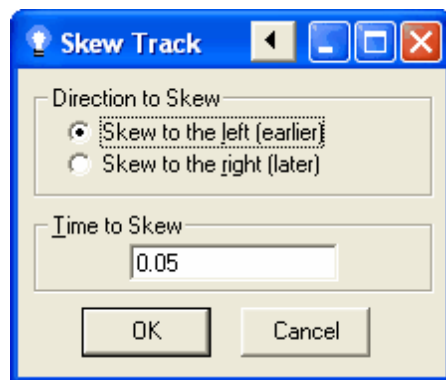 Skew Track
Direction to Skew
Skew to the left (earlier)
Skew to the right (later)
Time to Skew
0.05
OK Cancel